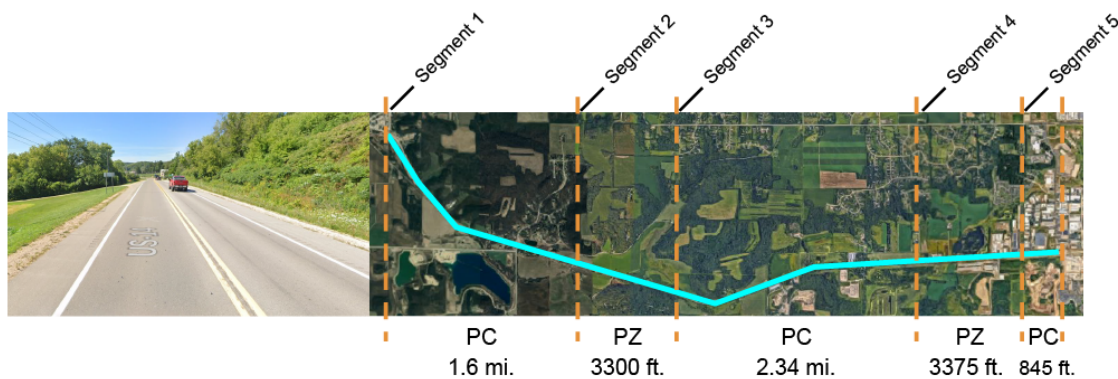 Segment 1
Segment 2
Segment 3
Segment 4
Segment 5
US-14
PC
PZ
PC
PZ
PC
1.6 mi.
3300 ft.
2.34 mi.
3375 ft.
845 ft.